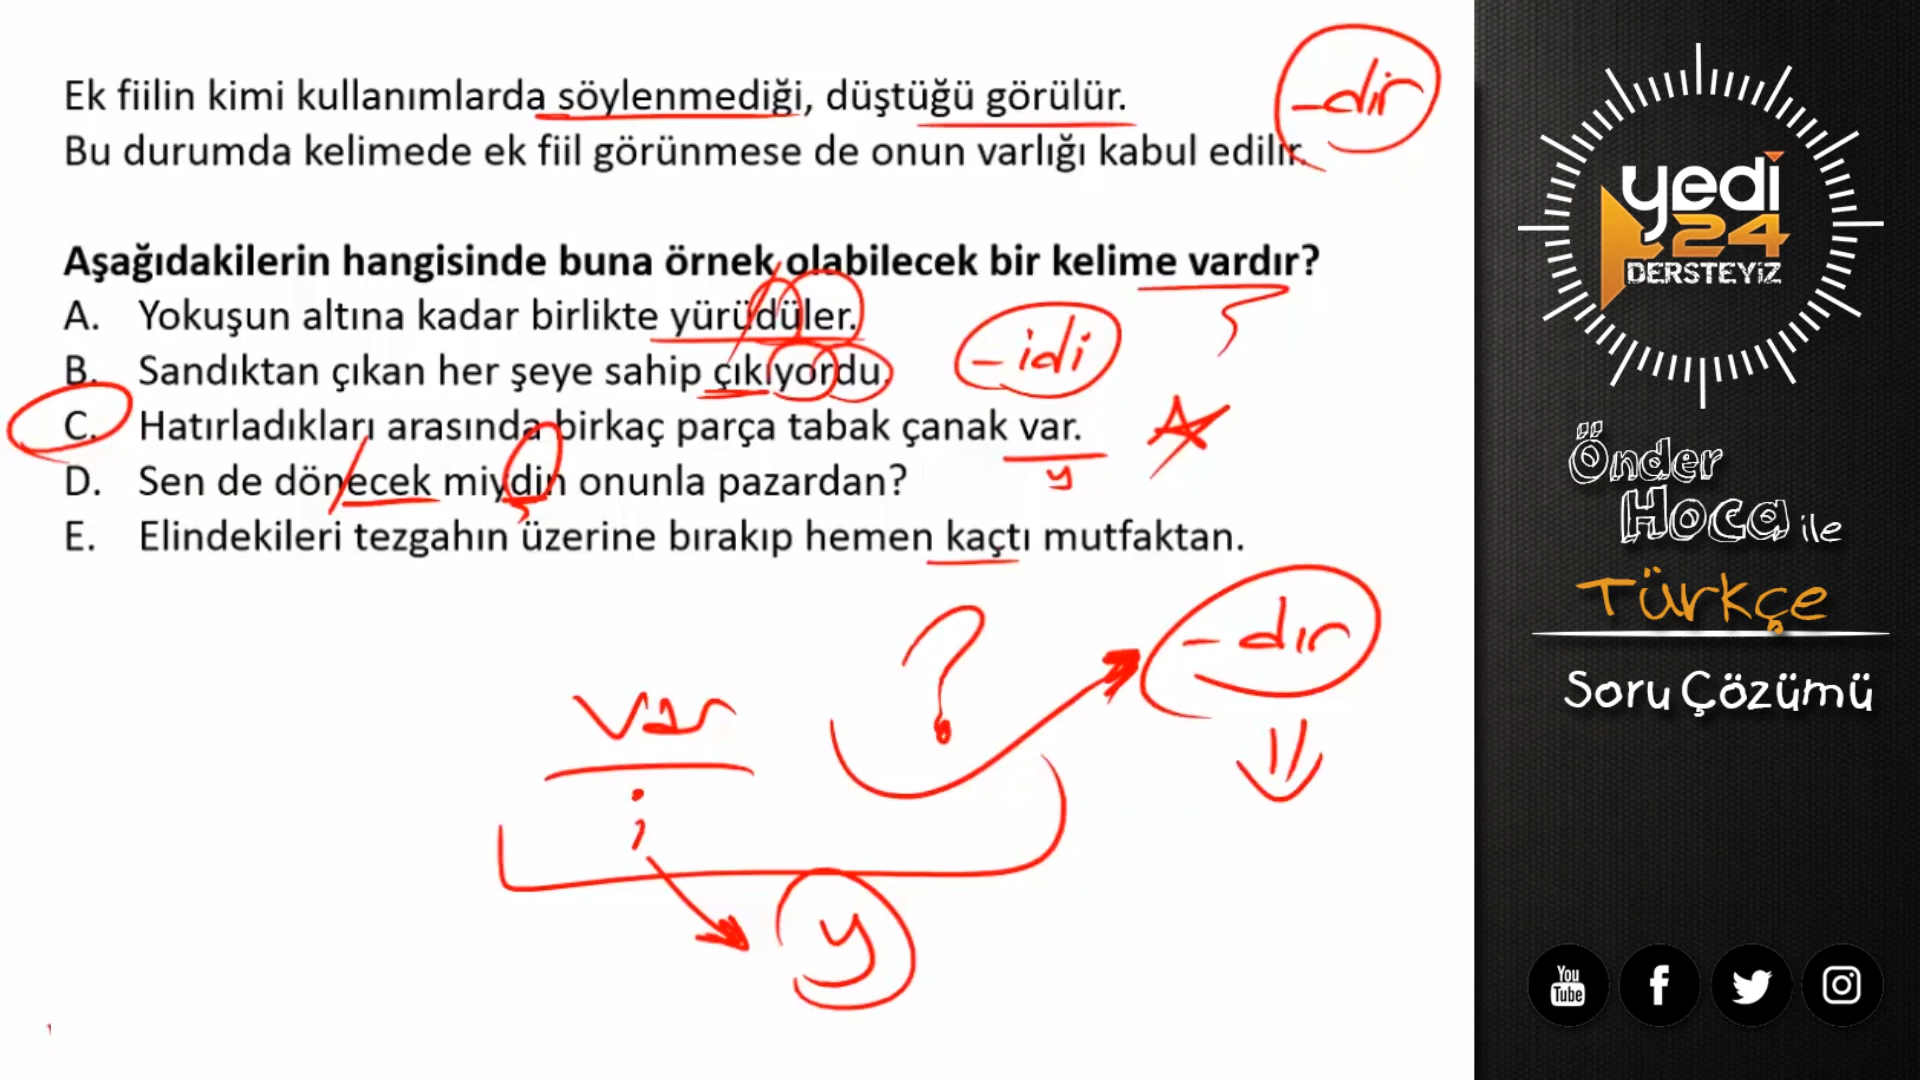 Ek fiilin kimi kullanımlarda söylenmediği, düştüğü görülür.
-dir
Bu durumda kelimede ek fiil görünmese de onun varlığı kabul edilir.
Aşağıdakilerin hangisinde buna örnek olabilecek bir kelime vardır?
A. Yokuşun altına kadar birlikte yürüdüler.
B. Sandıktan çıkan her şeye sahip çıkıyordu.
-idi
C. Hatırladıkları arasında birkaç parça tabak çanak var.
y
D. Sen de dönecek miydin onunla pazardan?
E. Elindekileri tezgahın üzerine bırakıp hemen kaçtı mutfaktan.
var
i
?
-dır
y
yedi
24
DERSTEYİZ
Önder
Hoca ile
Türkçe
Soru Çözümü
You
Tube
f